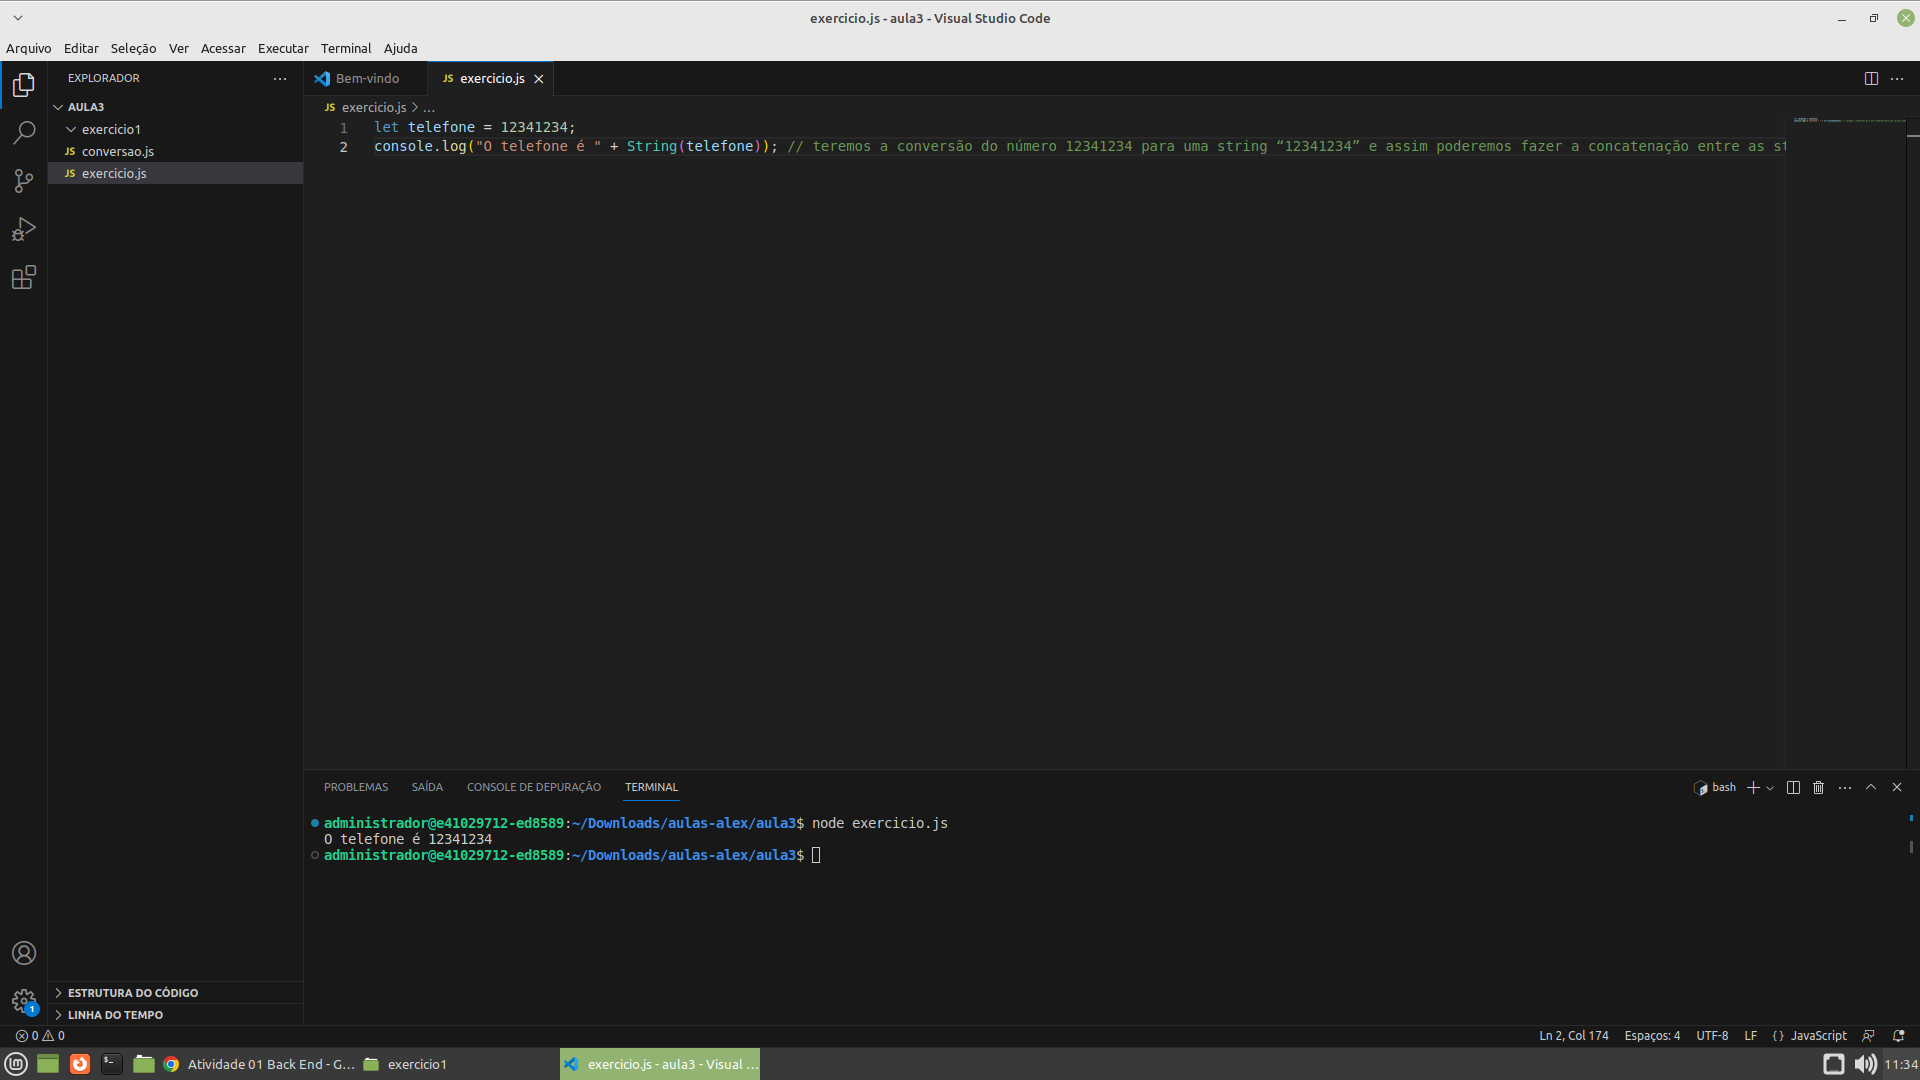 exercicio.js - aula3 - Visual Studio Code
Arquivo Editar Seleção Ver Acessar Executar Terminal Ajuda
EXPLORADOR
AULA3
exercicio1
JS conversao.js
JS exercicio.js
Bem-vindo
JS exercicio.js
JS exercicio.js > ...
1 let telefone = 12341234;
2 console.log("O telefone é " + String(telefone)); // teremos a conversão do número 12341234 para uma string “12341234” e assim poderemos fazer a concatenação entre as st
PROBLEMAS SAÍDA CONSOLE DE DEPURAÇÃO TERMINAL
bash
administrador@e41029712-ed8589:~/Downloads/aulas-alex/aula3$ node exercicio.js
O telefone é 12341234
administrador@e41029712-ed8589:~/Downloads/aulas-alex/aula3$
1
ESTRUTURA DO CÓDIGO
LINHA DO TEMPO
0 0
Ln 2, Col 174 Espaços: 4 UTF-8 LF {} JavaScript
Atividade 01 Back End - G...
exercicio1
exercicio.js - aula3 - Visual ...
11:34